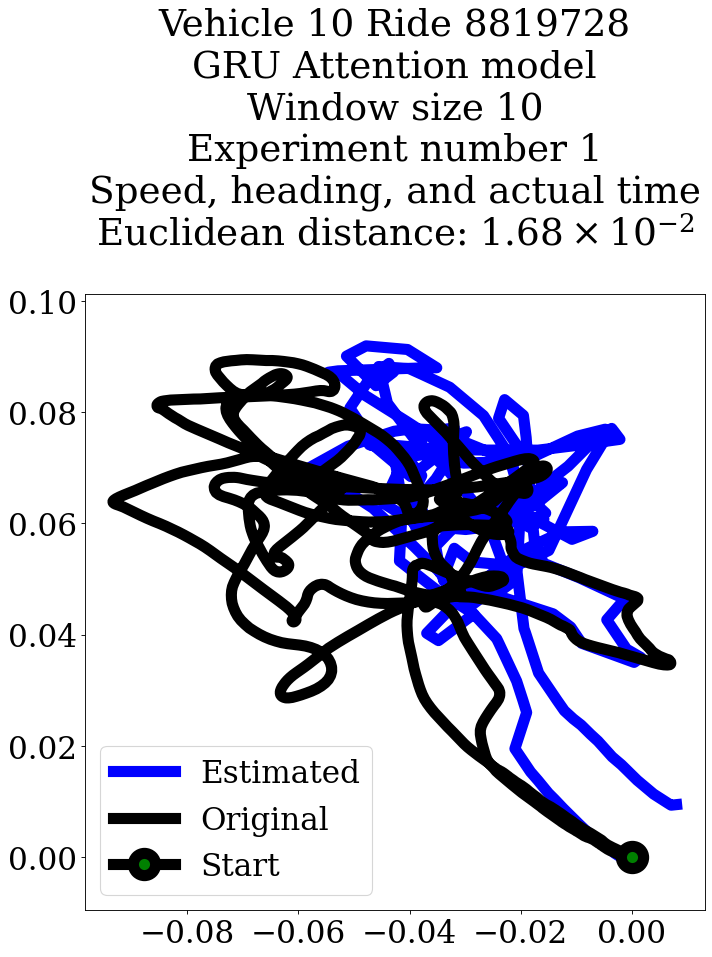 Vehicle 10 Ride 8819728
GRU Attention model
Window size 10
Experiment number 1
Speed, heading, and actual time
Euclidean distance: 1.68 × 10⁻²
0.10
0.08
0.06
0.04
0.02
0.00
Estimated
Original
Start
−0.08 −0.06 −0.04 −0.02 0.00